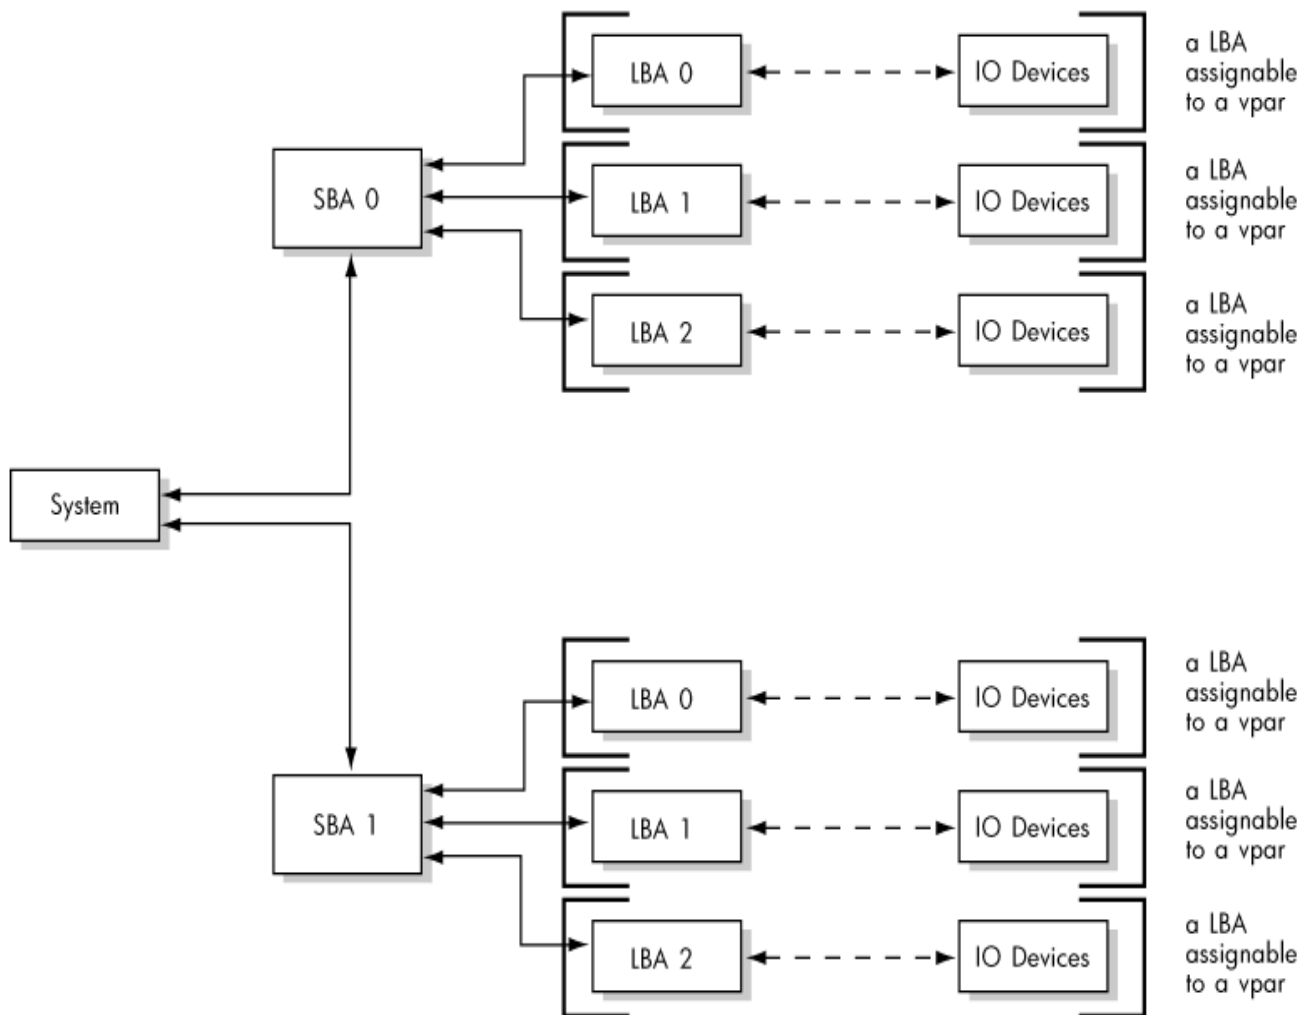 LBA 0
IO Devices
a LBA
assignable
to a vpar
SBA 0
LBA 1
IO Devices
a LBA
assignable
to a vpar
LBA 2
IO Devices
a LBA
assignable
to a vpar
System
LBA 0
IO Devices
a LBA
assignable
to a vpar
SBA 1
LBA 1
IO Devices
a LBA
assignable
to a vpar
LBA 2
IO Devices
a LBA
assignable
to a vpar